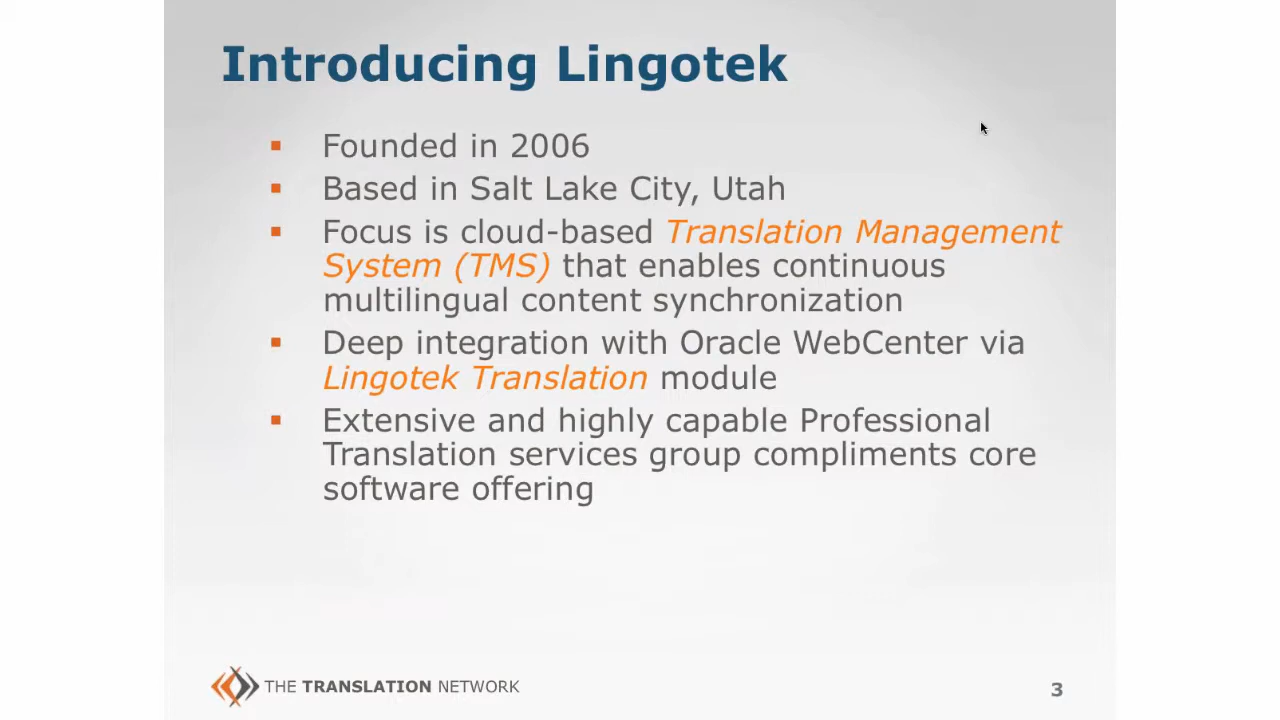 Introducing Lingotek
▪ Founded in 2006
▪ Based in Salt Lake City, Utah
▪ Focus is cloud-based Translation Management
System (TMS) that enables continuous
multilingual content synchronization
▪ Deep integration with Oracle WebCenter via
Lingotek Translation module
▪ Extensive and highly capable Professional
Translation services group compliments core
software offering
THE TRANSLATION NETWORK
3